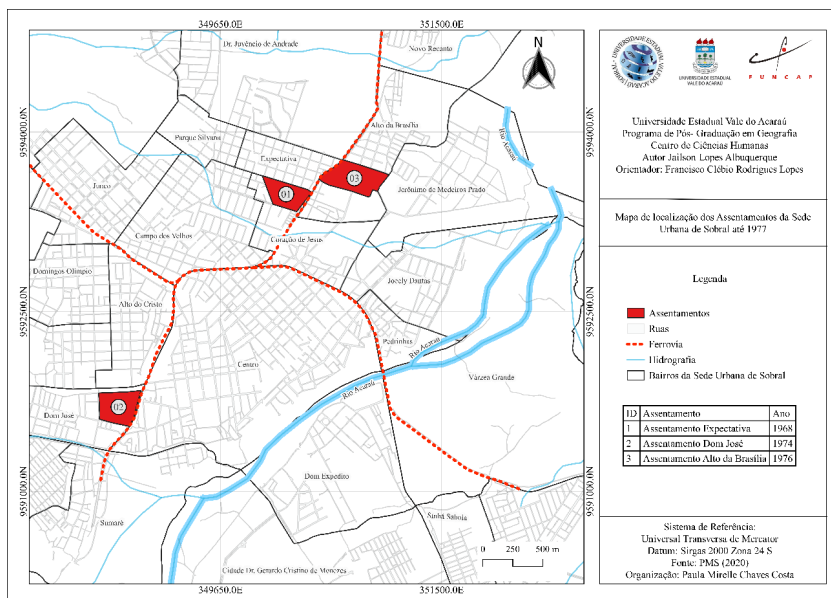 349650.0E
351500.0E
Dr. Juvêncio de Andrade
Novo Recanto
N
9594000.0N
9594000.0N
Rio Acaraú
Alto da Brasília
Parque Silvana
Expectativa
03
01
Junco
Jerônimo de Medeiros Prado
Campo dos Velhos
Coração de Jesus
Domingos Olímpio
Jocely Dantas
Alto do Cristo
9592500.0N
9592500.0N
Pedrinhas
Rio Acaraú
Centro
Várzea Grande
Rio Acaraú
02
Dom José
Dom Expedito
9591000.0N
9591000.0N
Sumaré
Sinhá Saboia
Cidade Dr. Gerardo Cristino de Menezes
0 250 500 m
349650.0E
351500.0E
UNIVERSIDADE ESTADUAL
VALE DO ACARAÚ
FUNCAP
Universidade Estadual Vale do Acaraú
Programa de Pós- Graduação em Geografia
Centro de Ciências Humanas
Autor Jailson Lopes Albuquerque
Orientador: Francisco Clébio Rodrigues Lopes
Mapa de localização dos Assentamentos da Sede
Urbana de Sobral até 1977
Legenda
Assentamentos
Ruas
Ferrovia
Hidrografia
Bairros da Sede Urbana de Sobral
ID Assentamento Ano
1 Assentamento Expectativa 1968
2 Assentamento Dom José 1974
3 Assentamento Alto da Brasília 1976
Sistema de Referência:
Universal Transversa de Mercator
Datum: Sirgas 2000 Zona 24 S
Fonte: PMS (2020)
Organização: Paula Mirelle Chaves Costa